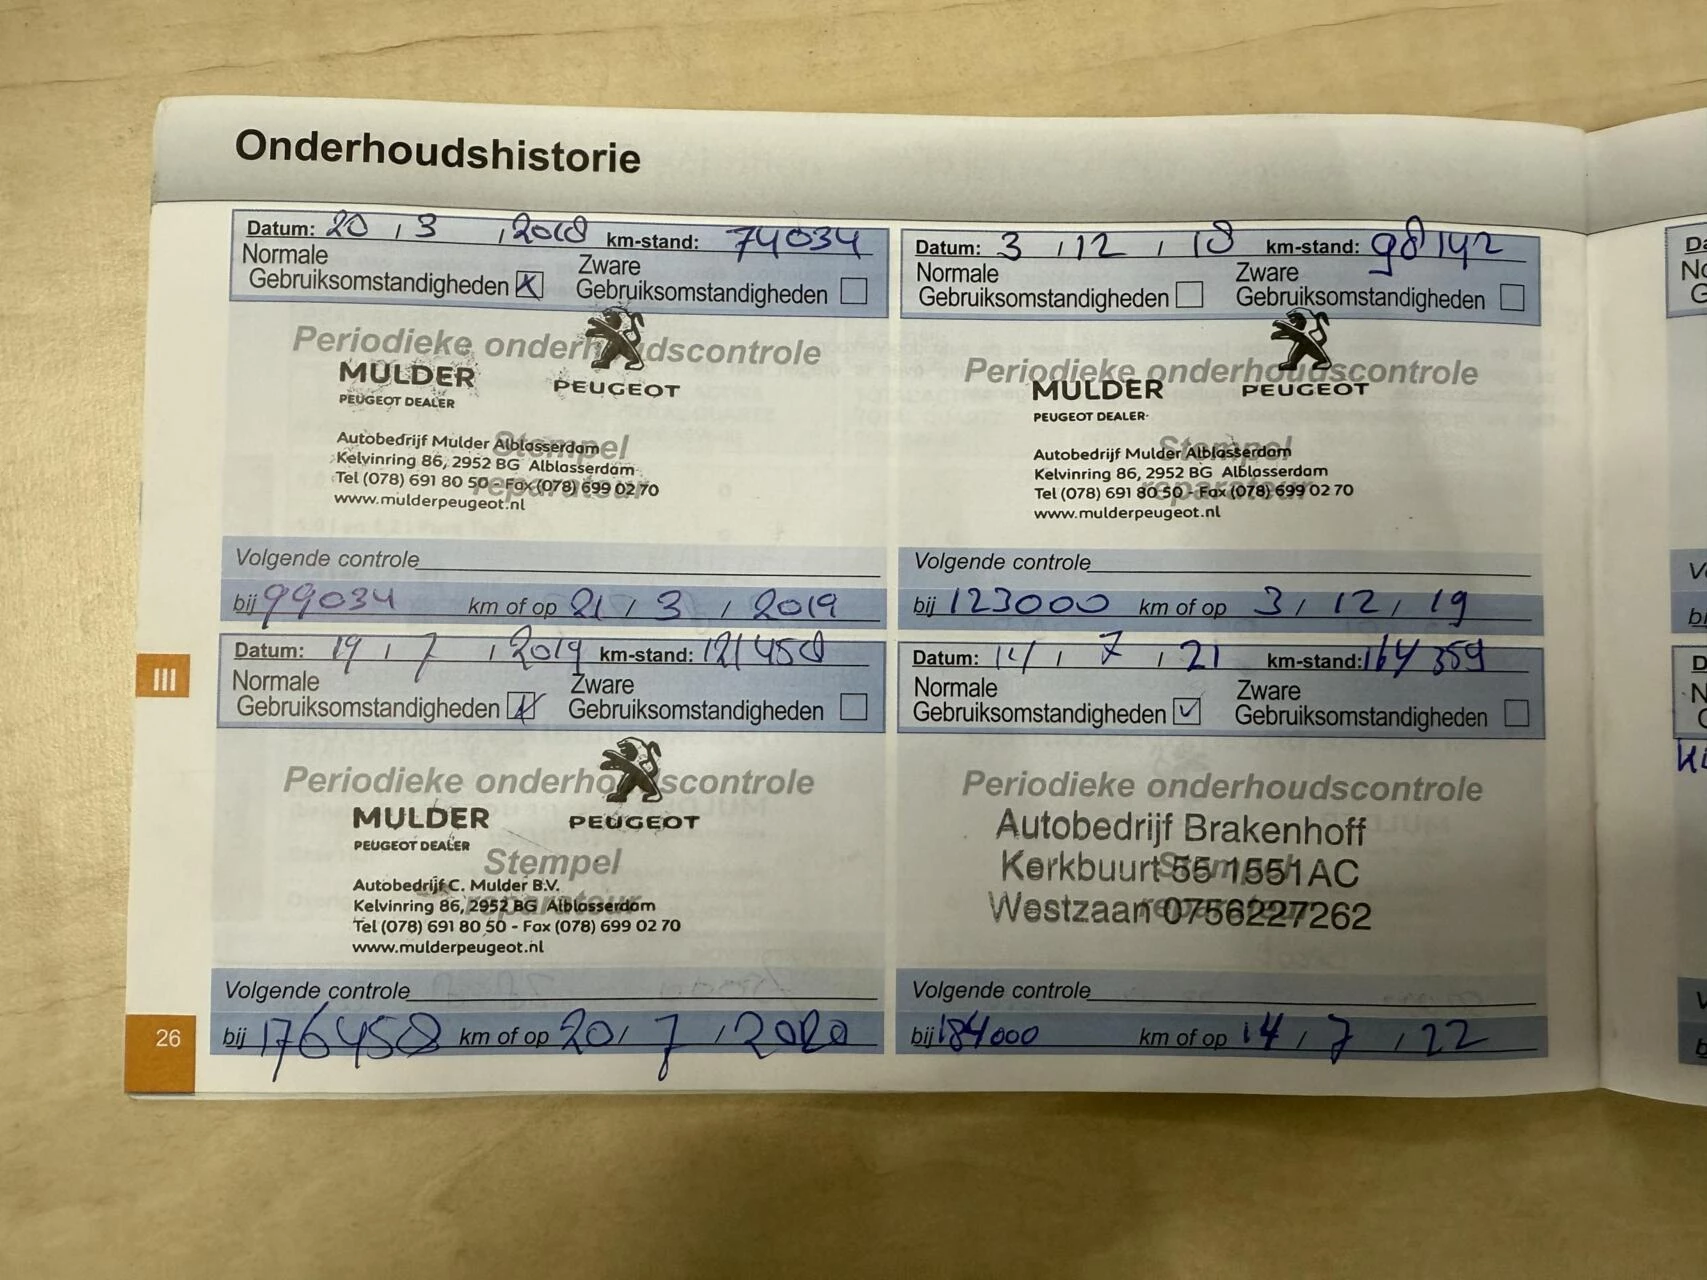 Onderhoudshistorie
Datum: 20 / 3 / 2018 km-stand: 74034
Normale Zware
Gebruiksomstandigheden X Gebruiksomstandigheden
Periodieke onderhoudscontrole
MULDER PEUGEOT
PEUGEOT DEALER
Stempel
Autobedrijf Mulder Alblasserdam
Kelvinring 86, 2952 BG Alblasserdam
reparateur
Tel (078) 691 80 50 - Fax (078) 699 02 70
www.mulderpeugeot.nl
Volgende controle
bij 99034 km of op 21 / 3 / 2019
Datum: 3 / 12 / 18 km-stand: 98142
Normale Zware
Gebruiksomstandigheden Gebruiksomstandigheden
Periodieke onderhoudscontrole
MULDER PEUGEOT
PEUGEOT DEALER
Stempel
Autobedrijf Mulder Alblasserdam
Kelvinring 86, 2952 BG Alblasserdam
reparateur
Tel (078) 691 80 50 - Fax (078) 699 02 70
www.mulderpeugeot.nl
Volgende controle
bij 123000 km of op 3 / 12 / 19
III
Datum: 19 / 7 / 2019 km-stand: 121458
Normale Zware
Gebruiksomstandigheden X Gebruiksomstandigheden
Periodieke onderhoudscontrole
MULDER PEUGEOT
PEUGEOT DEALER
Stempel
Autobedrijf C. Mulder B.V.
Kelvinring 86, 2952 BG Alblasserdam
reparateur
Tel (078) 691 80 50 - Fax (078) 699 02 70
www.mulderpeugeot.nl
Volgende controle
bij 176458 km of op 20 / 7 / 2020
Datum: 14 / 7 / 21 km-stand: 164359
Normale Zware
Gebruiksomstandigheden ✓ Gebruiksomstandigheden
Periodieke onderhoudscontrole
Autobedrijf Brakenhoff
Stempel
Kerkbuurt 55 1551AC
reparateur
Westzaan 0756227262
Volgende controle
bij 184000 km of op 14 / 7 / 22
26